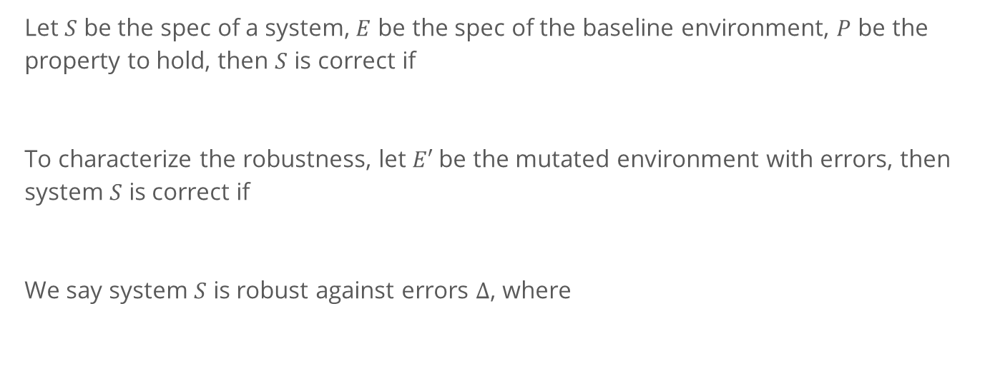 Let S be the spec of a system, E be the spec of the baseline environment, P be the
property to hold, then S is correct if
To characterize the robustness, let E′ be the mutated environment with errors, then
system S is correct if
We say system S is robust against errors Δ, where